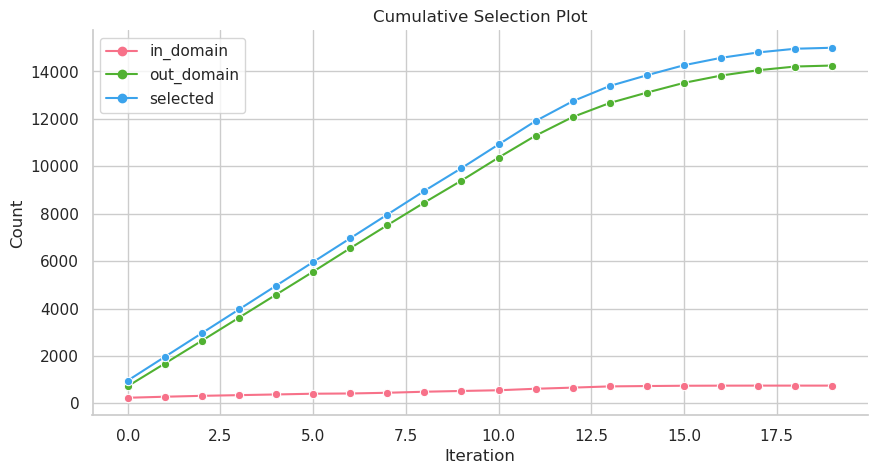 Cumulative Selection Plot
in_domain
out_domain
selected
14000
12000
10000
8000
6000
4000
2000
0
Count
0.0 2.5 5.0 7.5 10.0 12.5 15.0 17.5
Iteration